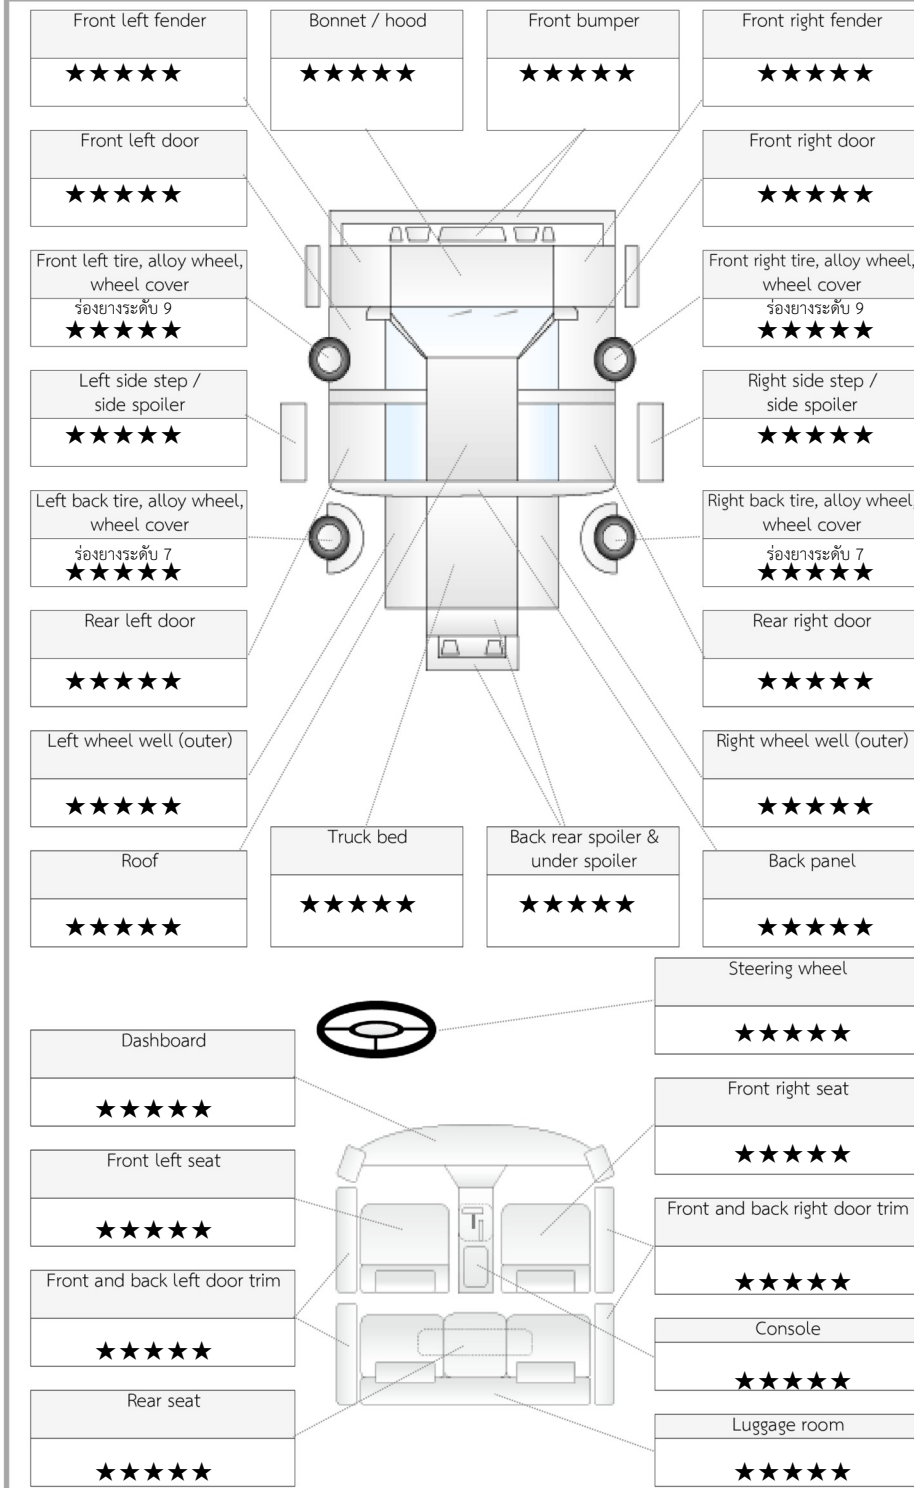 Front left fender
★★★★★
Bonnet / hood
★★★★★
Front bumper
★★★★★
Front right fender
★★★★★
Front left door
★★★★★
Front right door
★★★★★
Front left tire, alloy wheel,
wheel cover
ร่องยางระดับ 9
★★★★★
Front right tire, alloy wheel,
wheel cover
ร่องยางระดับ 9
★★★★★
Left side step /
side spoiler
★★★★★
Right side step /
side spoiler
★★★★★
Left back tire, alloy wheel,
wheel cover
ร่องยางระดับ 7
★★★★★
Right back tire, alloy wheel,
wheel cover
ร่องยางระดับ 7
★★★★★
Rear left door
★★★★★
Rear right door
★★★★★
Left wheel well (outer)
★★★★★
Right wheel well (outer)
★★★★★
Roof
★★★★★
Truck bed
★★★★★
Back rear spoiler &
under spoiler
★★★★★
Back panel
★★★★★
Steering wheel
★★★★★
Dashboard
★★★★★
Front right seat
★★★★★
Front left seat
★★★★★
Front and back right door trim
★★★★★
Front and back left door trim
★★★★★
Console
★★★★★
Rear seat
★★★★★
Luggage room
★★★★★